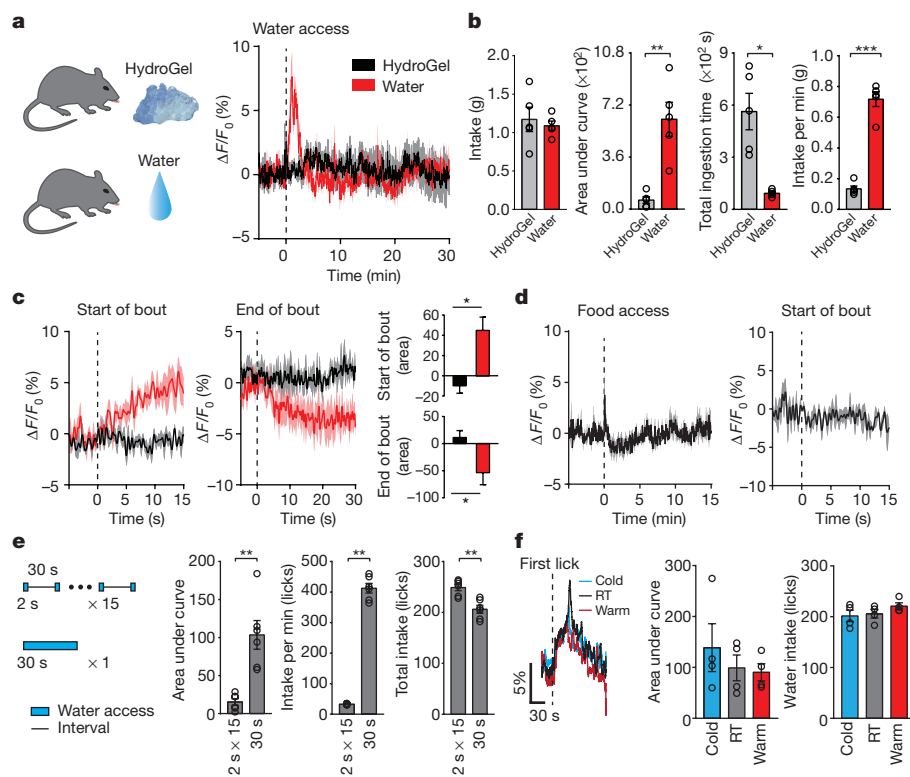 a
HydroGel
Water
Water access
HydroGel
Water
ΔF/F0 (%)
10
5
0
−5
0 10 20 30
Time (min)
b
Intake (g)
2.0
1.5
1.0
0.5
0.0
HydroGel
Water
**
Area under curve (×10²)
10.8
7.2
3.6
0.0
HydroGel
Water
*
Total ingestion time (×10² s)
9
6
3
0
HydroGel
Water
***
Intake per min (g)
1.0
0.8
0.6
0.4
0.2
0.0
HydroGel
Water
c
Start of bout
ΔF/F0 (%)
10
5
0
−5
0 5 10 15
Time (s)
End of bout
ΔF/F0 (%)
5
0
−5
−10
0 10 20 30
Time (s)
*
Start of bout
(area)
60
40
20
0
−20
End of bout
(area)
50
0
−50
−100
*
d
Food access
ΔF/F0 (%)
10
5
0
−5
−5 0 5 10 15
Time (min)
Start of bout
ΔF/F0 (%)
10
5
0
−5
−10
0 5 10 15
Time (s)
e
30 s
2 s × 15
30 s × 1
Water access
Interval
**
Area under curve
200
150
100
50
0
2 s × 15
30 s
**
Intake per min (licks)
500
400
300
200
100
0
2 s × 15
30 s
**
Total intake (licks)
300
200
100
0
2 s × 15
30 s
f
First lick
Cold
RT
Warm
5%
30 s
Area under curve
300
200
100
0
Cold
RT
Warm
Water intake (licks)
300
200
100
0
Cold
RT
Warm